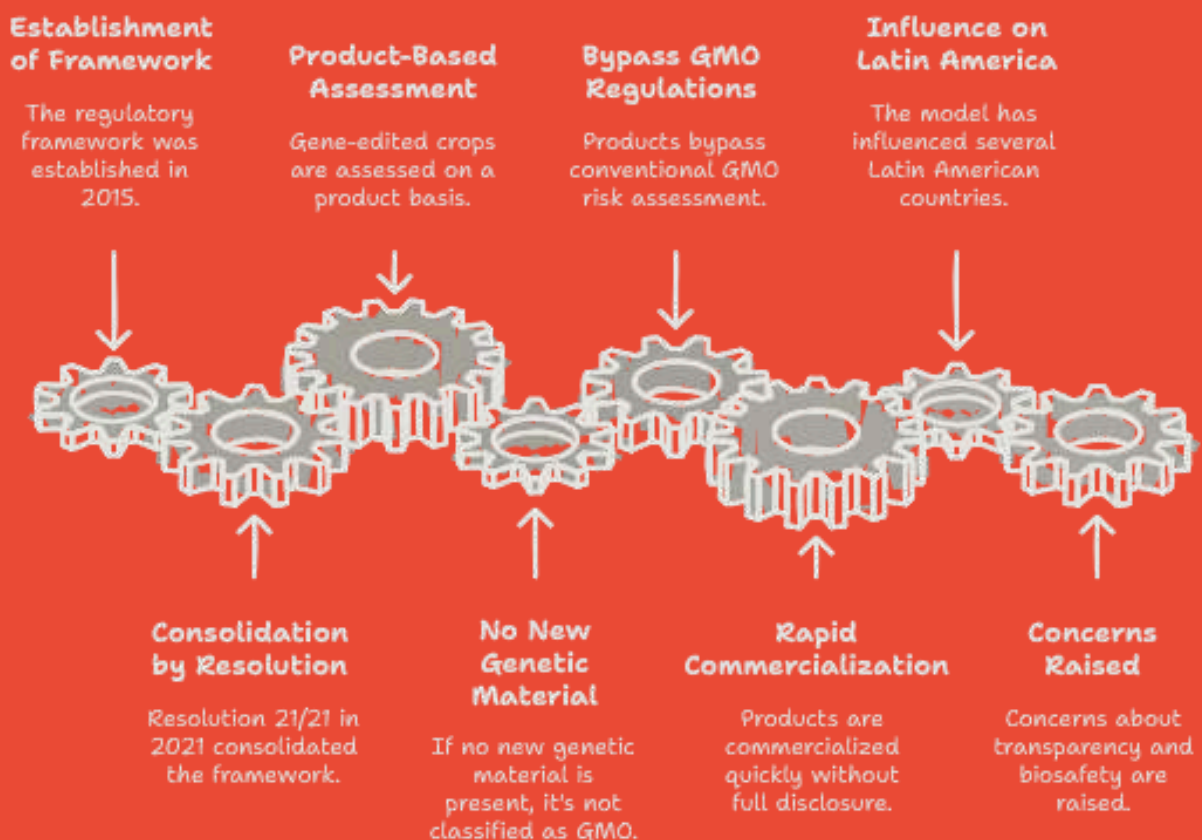 Establishment
of Framework
The regulatory
framework was
established in
2015.
Product-Based
Assessment
Gene-edited crops
are assessed on a
product basis.
Bypass GMO
Regulations
Products bypass
conventional GMO
risk assessment.
Influence on
Latin America
The model has
influenced several
Latin American
countries.
Consolidation
by Resolution
Resolution 21/21 in
2021 consolidated
the framework.
No New
Genetic
Material
If no new genetic
material is
present, it's not
classified as GMO.
Rapid
Commercialization
Products are
commercialized
quickly without
full disclosure.
Concerns
Raised
Concerns about
transparency and
biosafety are
raised.